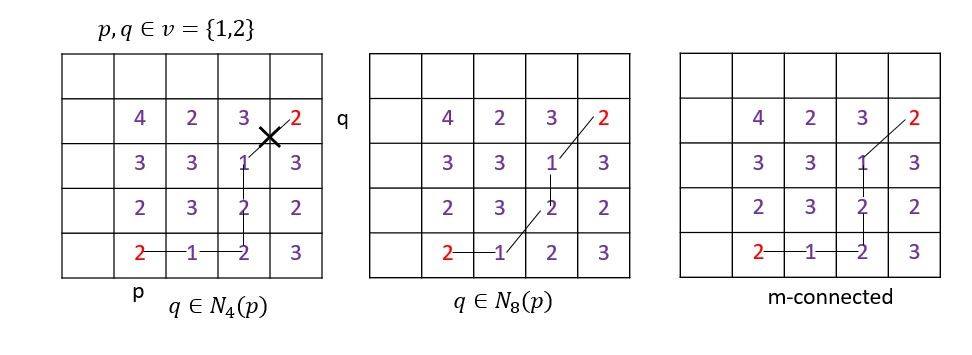 p, q ∈ v = {1,2}
4 2 3 2 q
3 3 1 3
2 3 2 2
2 1 2 3
p
q ∈ N₄(p)
4 2 3 2
3 3 1 3
2 3 2 2
2 1 2 3
q ∈ N₈(p)
4 2 3 2
3 3 1 3
2 3 2 2
2 1 2 3
m-connected